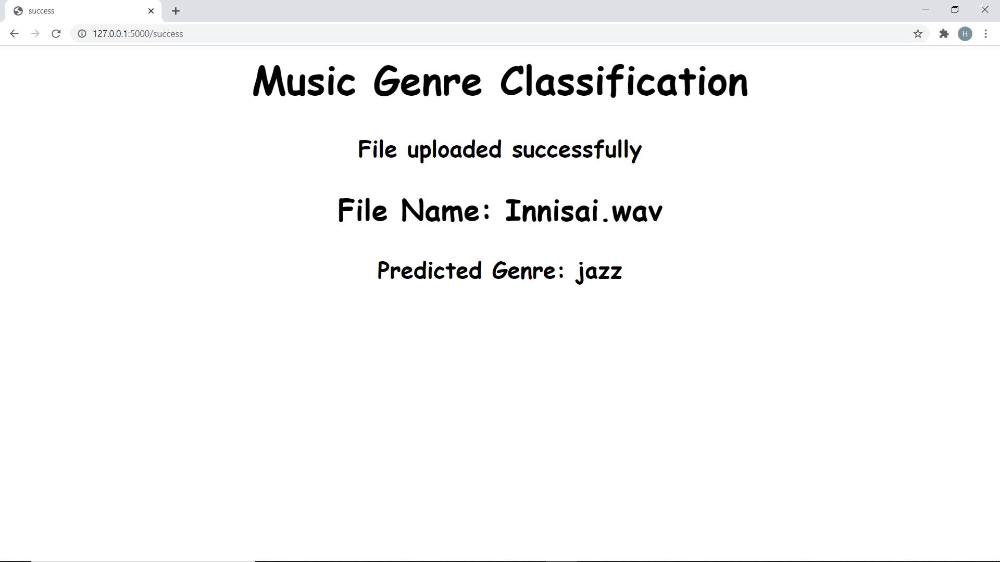 success
127.0.0.1:5000/success
H
Music Genre Classification
File uploaded successfully
File Name: Innisai.wav
Predicted Genre: jazz